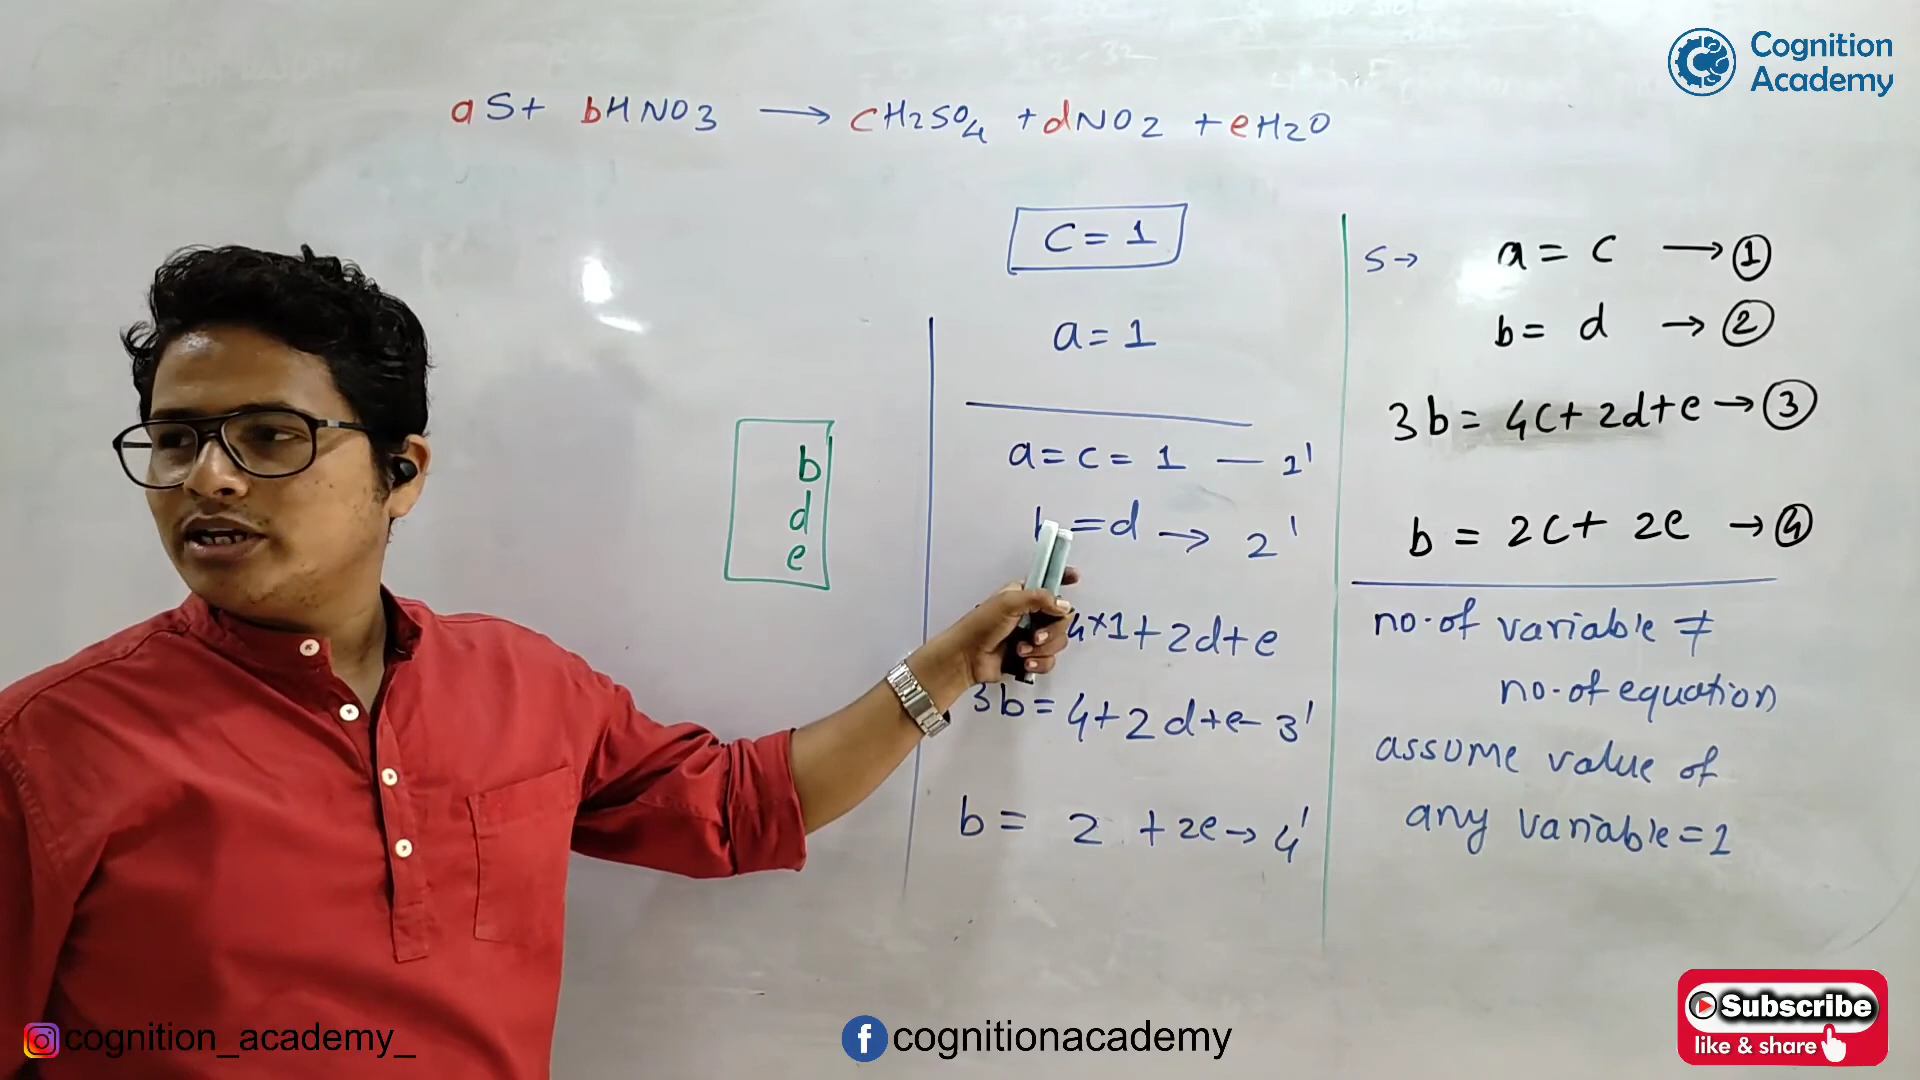 Cognition
Academy
aS + bHNO3 → cH2SO4 + dNO2 + eH2O
C = 1
a = 1
a = c = 1 — 1'
b = d → 2'
4×1 + 2d + e
3b = 4 + 2d + e – 3'
b = 2 + 2e → 4'
b
d
e
S → a = c → ①
b = d → ②
3b = 4c + 2d + e → ③
b = 2c + 2e → ④
no. of variable ≠
no. of equation
assume value of
any variable = 1
cognition_academy_
cognitionacademy
Subscribe
like & share